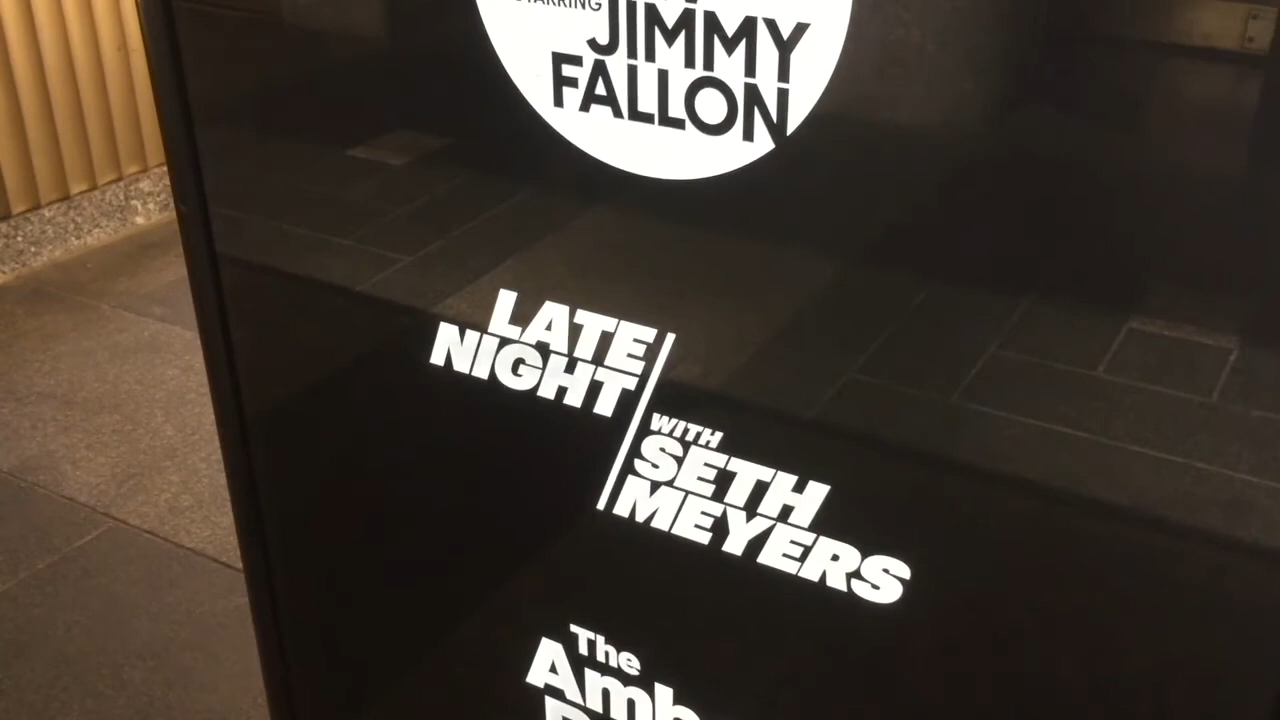 STARRING
JIMMY
FALLON
LATE
NIGHT
WITH
SETH
MEYERS
The